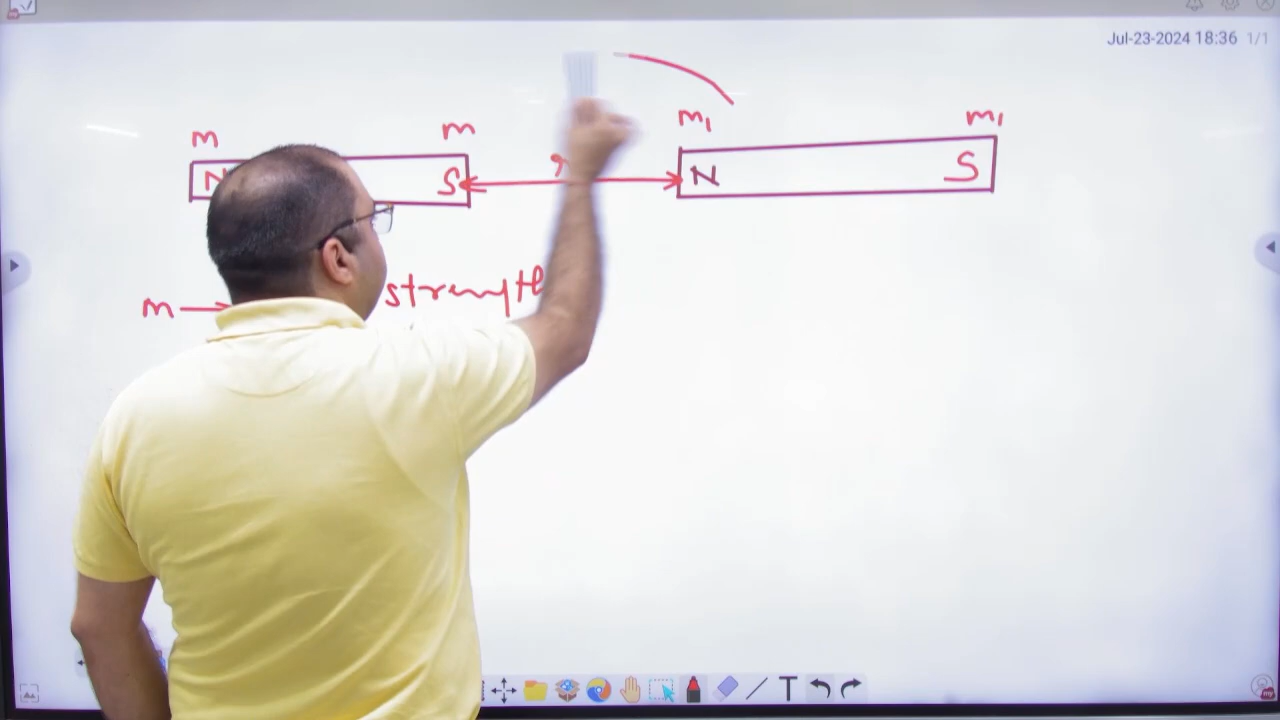 Jul-23-2024 18:36 1/1
m m m₁ m₁
N S N S
m → strength
T